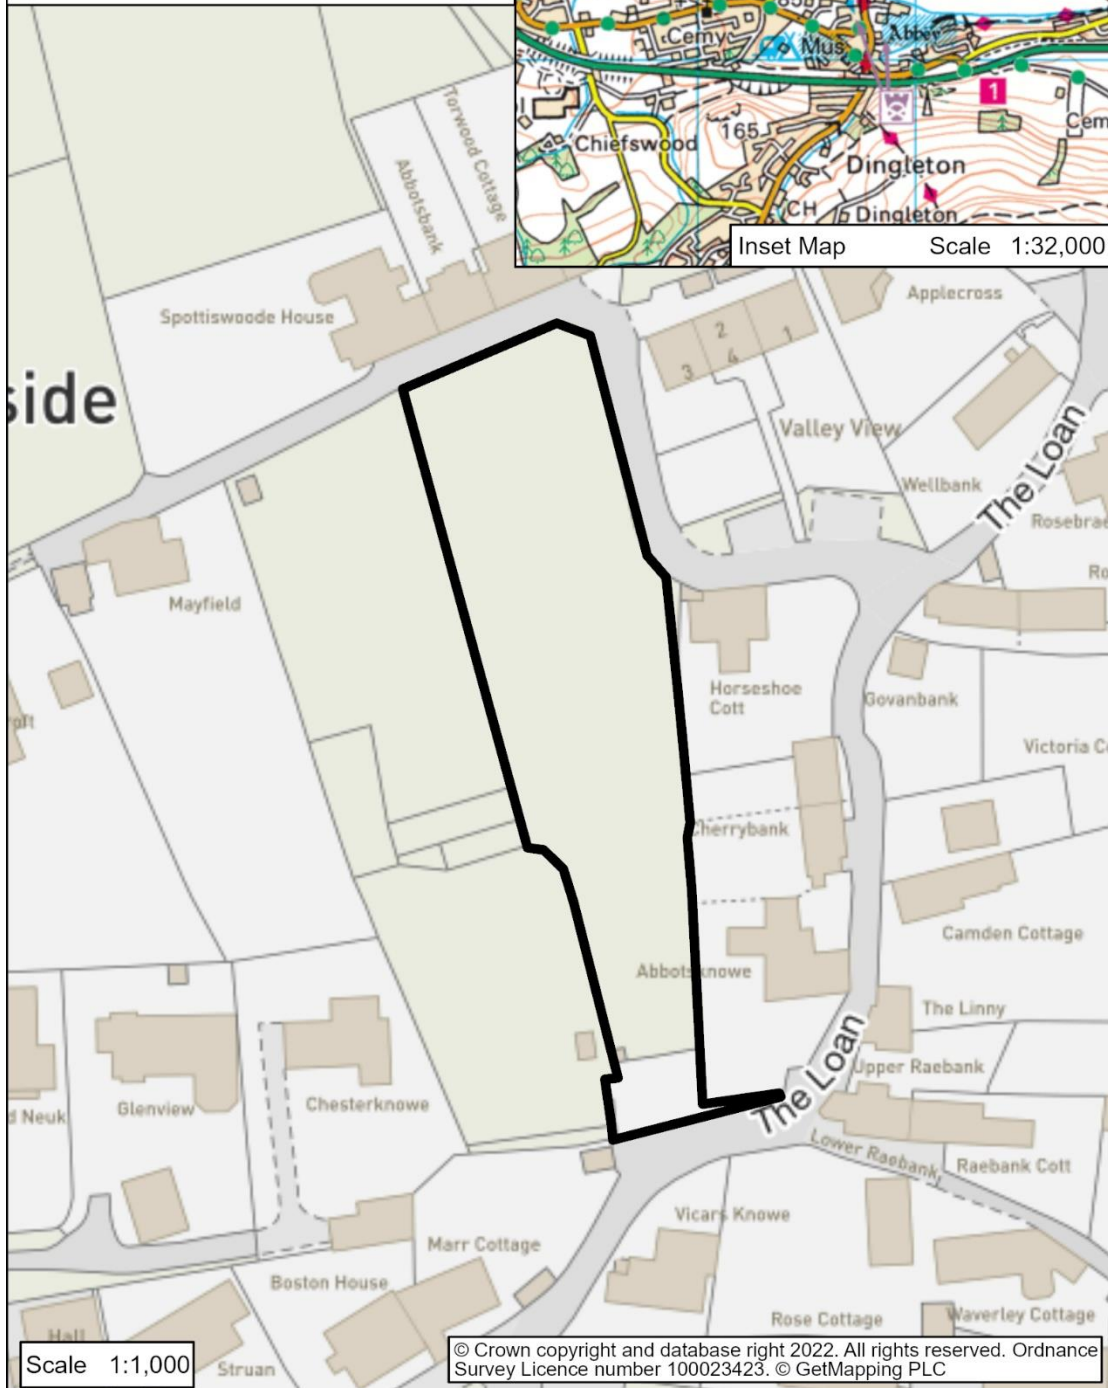 Cemy
Mus
Abbey
1
165
Chiefswood
Cem
Dingleton
CH
Dingleton
Inset Map Scale 1:32,000
Torwood Cottage
Abbotsbank
Spottiswoode House
Applecross
2
1
3
4
side
Valley View
The Loan
Wellbank
Rosebrae
Ro
Mayfield
Horseshoe
Cott
Govanbank
Victoria Co
Cherrybank
Camden Cottage
Abbotsknowe
The Linny
The Loan
Upper Raebank
d Neuk
Glenview
Chesterknowe
Lower Raebank
Raebank Cott
Vicars Knowe
Marr Cottage
Boston House
Rose Cottage
Waverley Cottage
Hall
Struan
Scale 1:1,000
© Crown copyright and database right 2022. All rights reserved. Ordnance
Survey Licence number 100023423. © GetMapping PLC